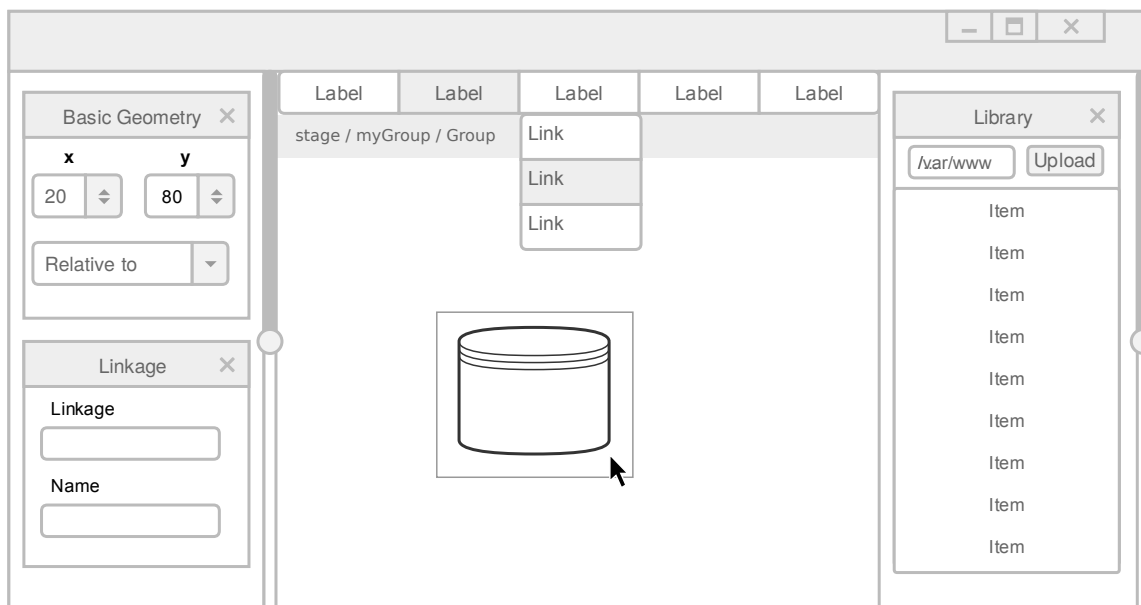 Label Label Label Label Label
stage / myGroup / Group
Link
Link
Link
Basic Geometry
x y
20 80
Relative to
Linkage
Linkage
Name
Library
/var/www Upload
Item
Item
Item
Item
Item
Item
Item
Item
Item